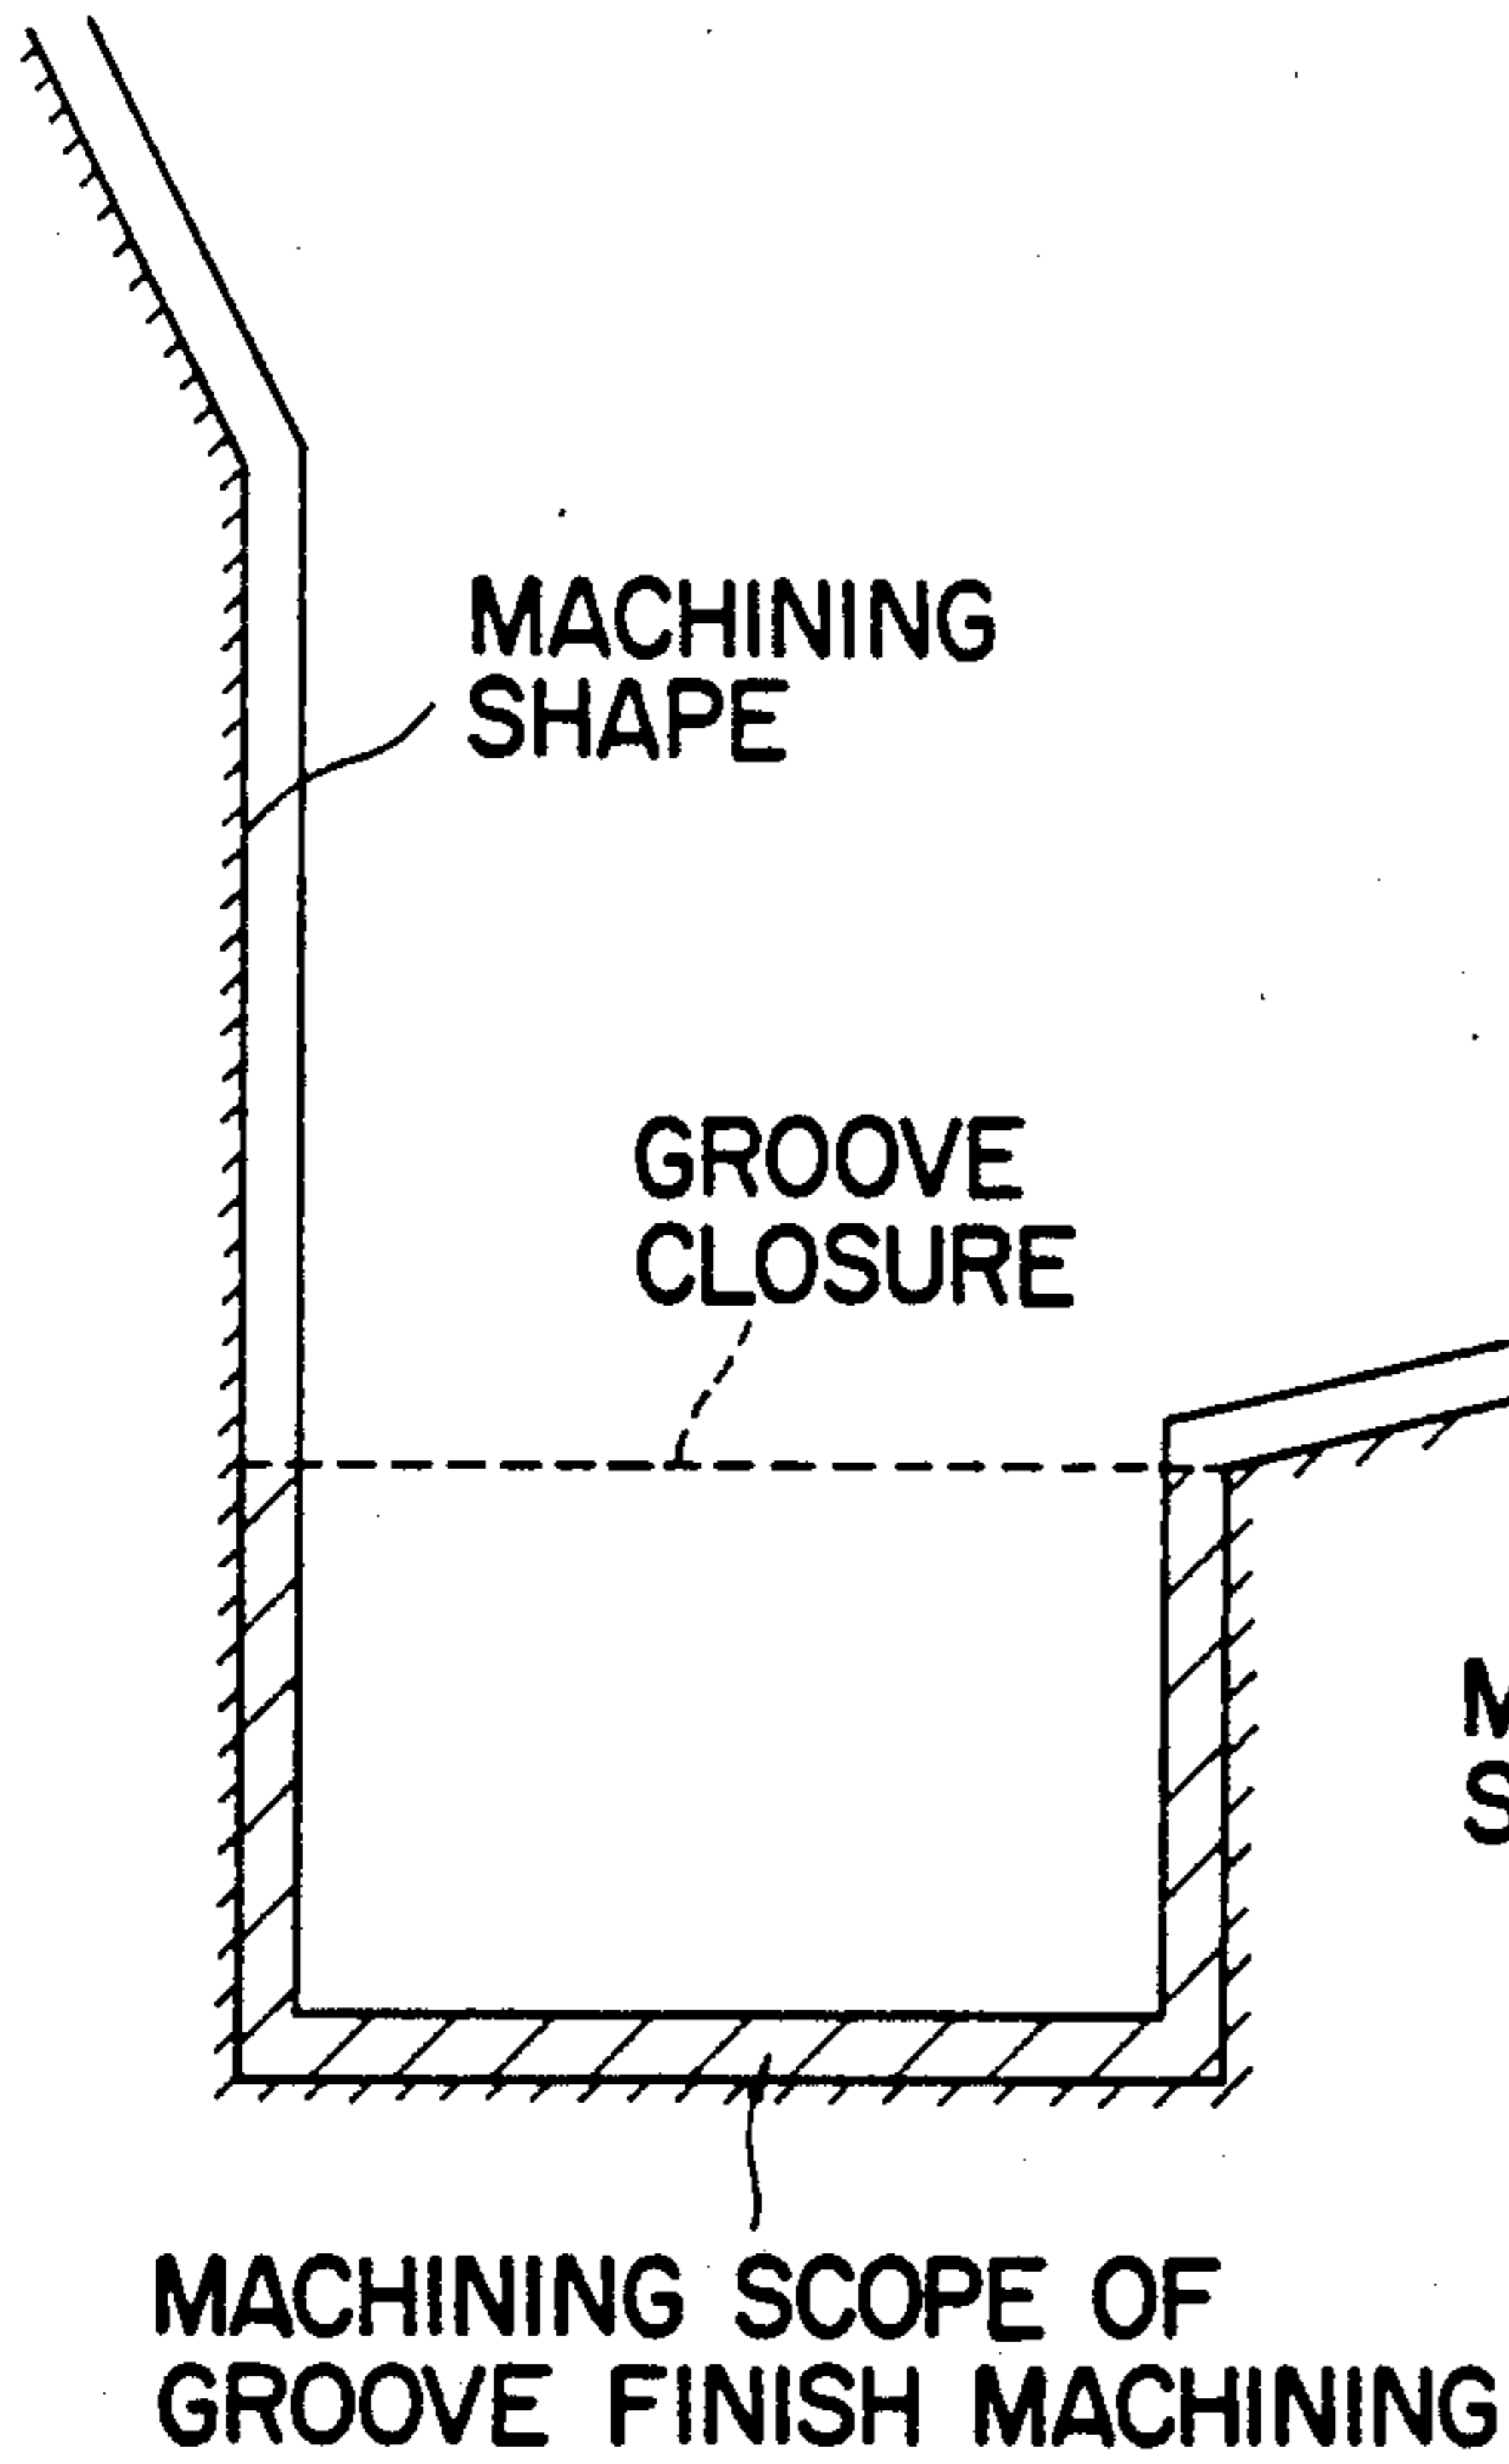 MACHINING
SHAPE
GROOVE
CLOSURE
MACHINING SCOPE OF
GROOVE FINISH MACHINING